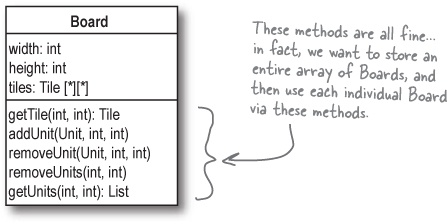 Board
width: int
height: int
tiles: Tile [*][*]
getTile(int, int): Tile
addUnit(Unit, int, int)
removeUnit(Unit, int, int)
removeUnits(int, int)
getUnits(int, int): List
These methods are all fine...
in fact, we want to store an
entire array of Boards, and
then use each individual Board
via these methods.